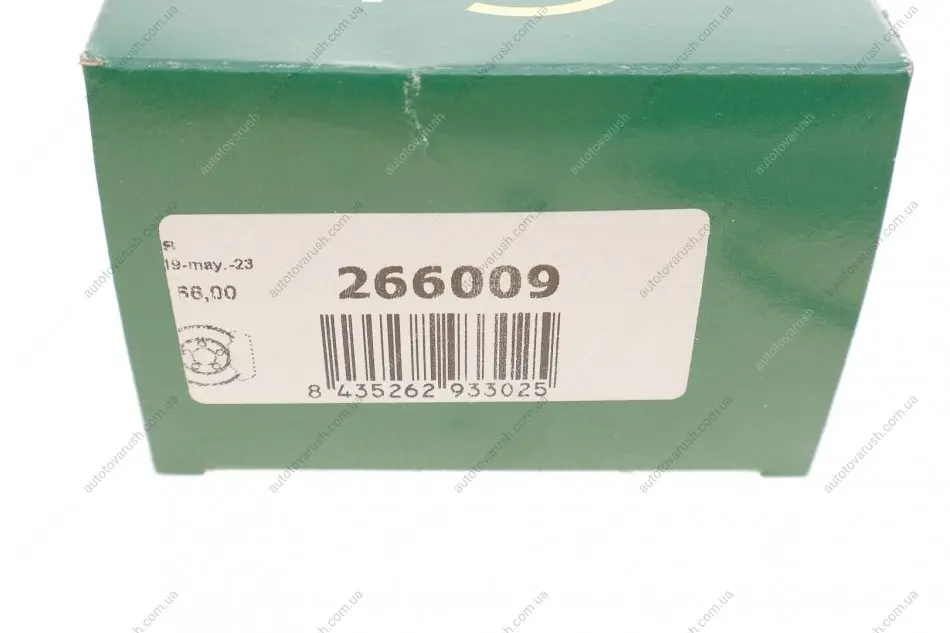 19-may.-23
266009
66,00
8 435262 933025
autotovarush.com.ua